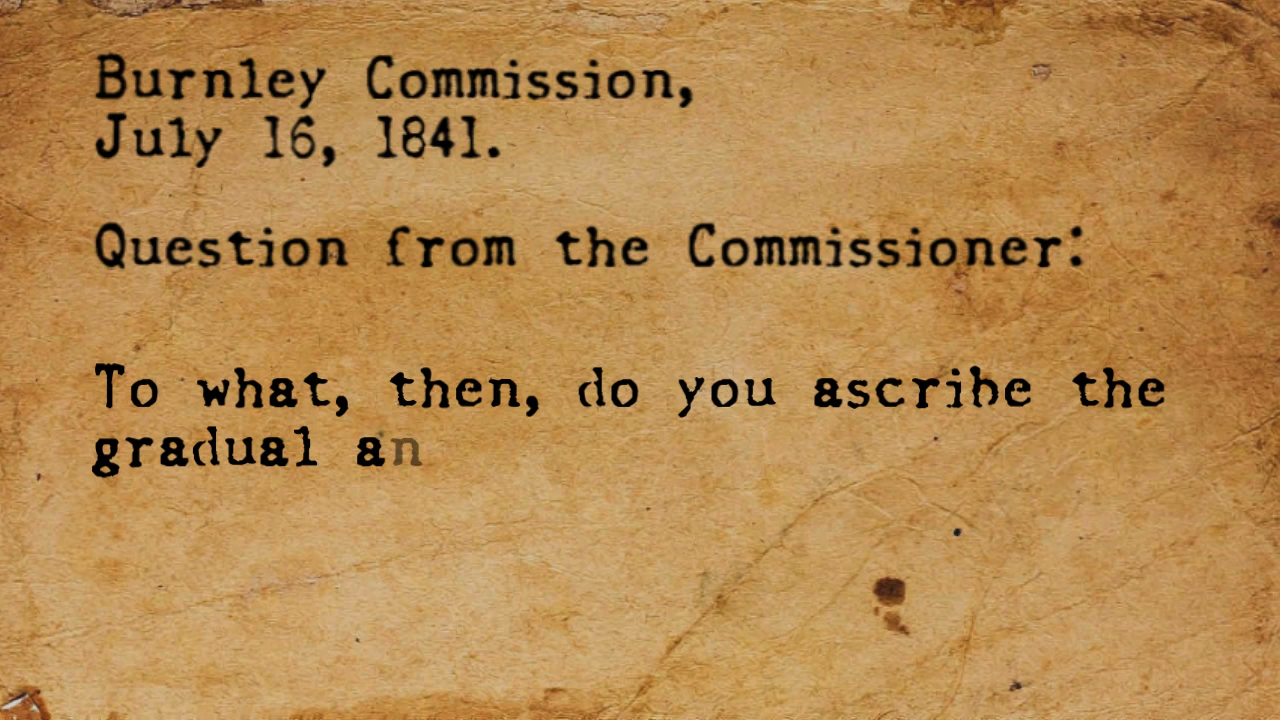 Burnley Commission,
July 16, 1841.
Question from the Commissioner:
To what, then, do you ascribe the
gradual an